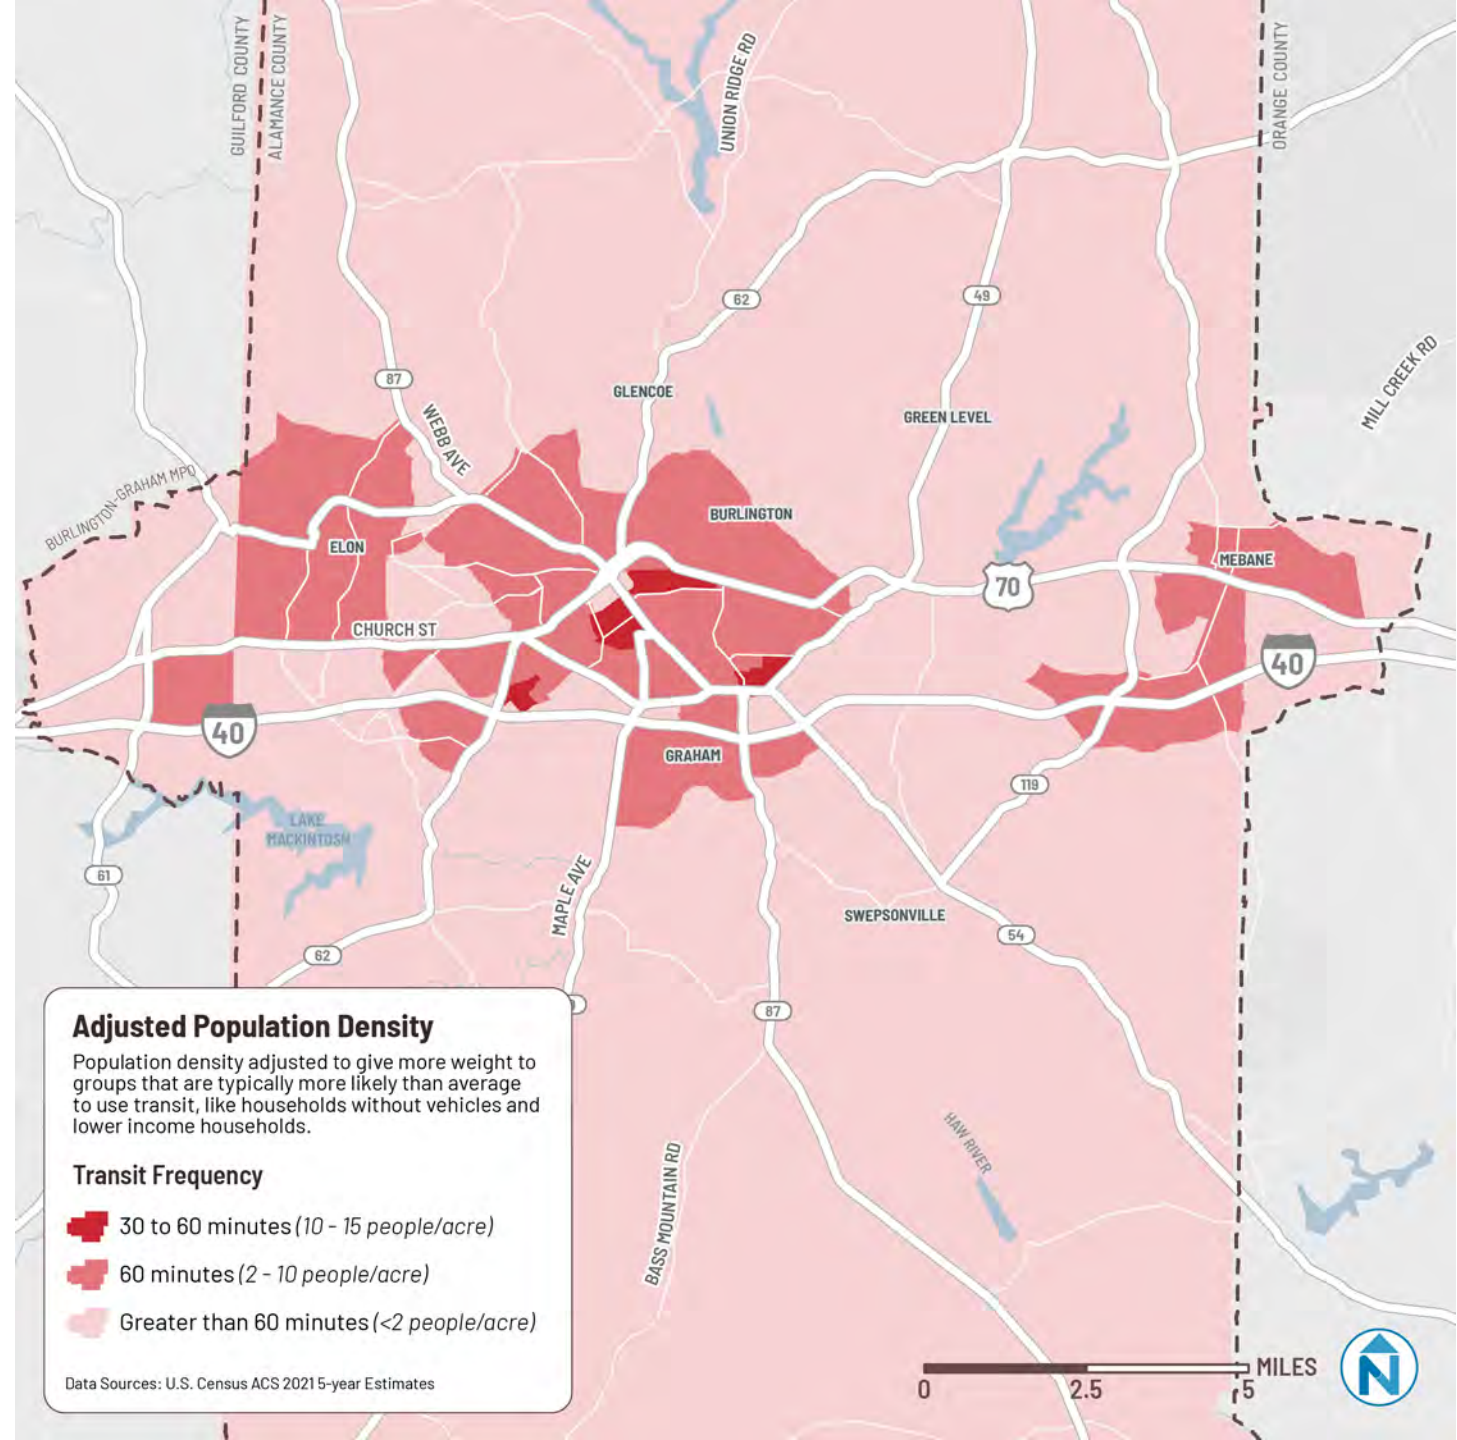 GUILFORD COUNTY
ALAMANCE COUNTY
UNION RIDGE RD
ORANGE COUNTY
62
49
MILL CREEK RD
87
GLENCOE
WEBB AVE
GREEN LEVEL
BURLINGTON-GRAHAM MPO
BURLINGTON
ELON
MEBANE
70
CHURCH ST
40
40
GRAHAM
119
LAKE
MACKINTOSH
61
MAPLE AVE
SWEPSONVILLE
54
62
87
HAW RIVER
BASS MOUNTAIN RD
Adjusted Population Density
Population density adjusted to give more weight to
groups that are typically more likely than average
to use transit, like households without vehicles and
lower income households.
Transit Frequency
30 to 60 minutes (10 - 15 people/acre)
60 minutes (2 - 10 people/acre)
Greater than 60 minutes (<2 people/acre)
Data Sources: U.S. Census ACS 2021 5-year Estimates
MILES
0 2.5 5
N